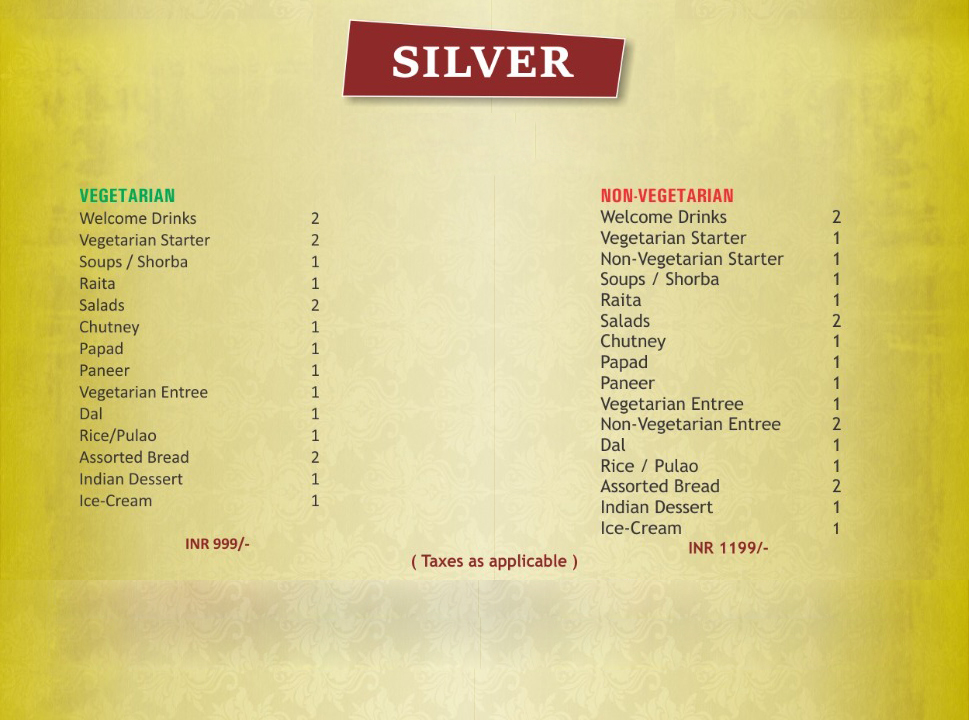 SILVER
VEGETARIAN
Welcome Drinks 2
Vegetarian Starter 2
Soups / Shorba 1
Raita 1
Salads 2
Chutney 1
Papad 1
Paneer 1
Vegetarian Entree 1
Dal 1
Rice/Pulao 1
Assorted Bread 2
Indian Dessert 1
Ice-Cream 1
INR 999/-
NON-VEGETARIAN
Welcome Drinks 2
Vegetarian Starter 1
Non-Vegetarian Starter 1
Soups / Shorba 1
Raita 1
Salads 2
Chutney 1
Papad 1
Paneer 1
Vegetarian Entree 1
Non-Vegetarian Entree 2
Dal 1
Rice / Pulao 1
Assorted Bread 2
Indian Dessert 1
Ice-Cream 1
INR 1199/-
( Taxes as applicable )